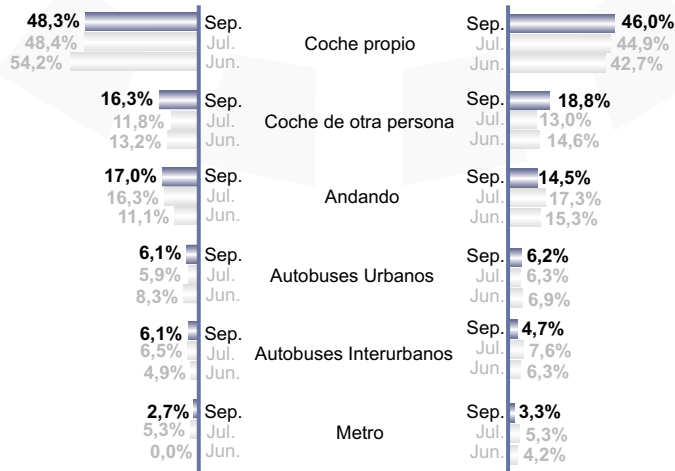 48,3% Sep. Sep. 46,0%
48,4% Jul. Coche propio Jul. 44,9%
54,2% Jun. Jun. 42,7%
16,3% Sep. Sep. 18,8%
11,8% Jul. Coche de otra persona Jul. 13,0%
13,2% Jun. Jun. 14,6%
17,0% Sep. Sep. 14,5%
16,3% Jul. Andando Jul. 17,3%
11,1% Jun. Jun. 15,3%
6,1% Sep. Sep. 6,2%
5,9% Jul. Autobuses Urbanos Jul. 6,3%
8,3% Jun. Jun. 6,9%
6,1% Sep. Sep. 4,7%
6,5% Jul. Autobuses Interurbanos Jul. 7,6%
4,9% Jun. Jun. 6,3%
2,7% Sep. Sep. 3,3%
5,3% Jul. Metro Jul. 5,3%
0,0% Jun. Jun. 4,2%